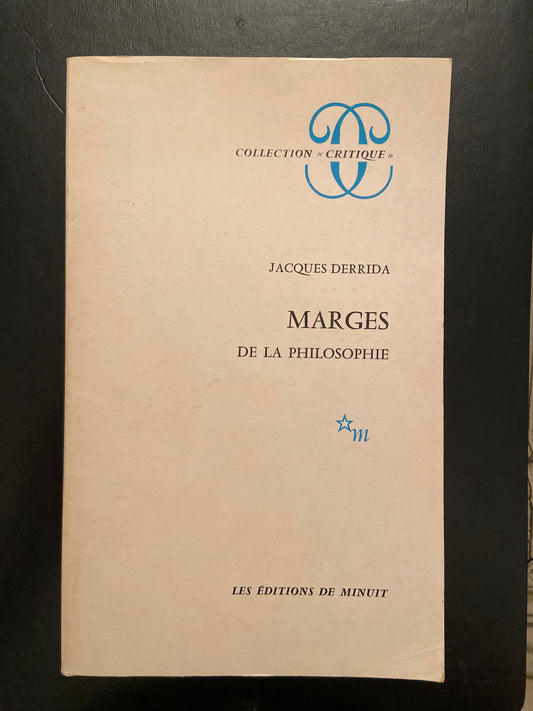 COLLECTION « CRITIQUE »
JACQUES DERRIDA
MARGES
DE LA PHILOSOPHIE
m
LES ÉDITIONS DE MINUIT